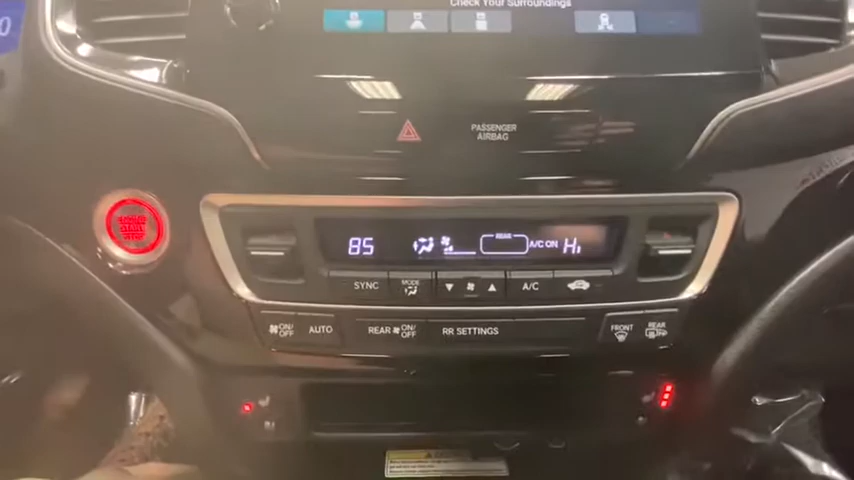 Check Your Surroundings
PASSENGER
AIRBAG
ENGINE
START
STOP
85
REAR
A/C ON
Hi
SYNC
MODE
A/C
ON/
OFF
AUTO
REAR
ON/
OFF
RR SETTINGS
FRONT
REAR